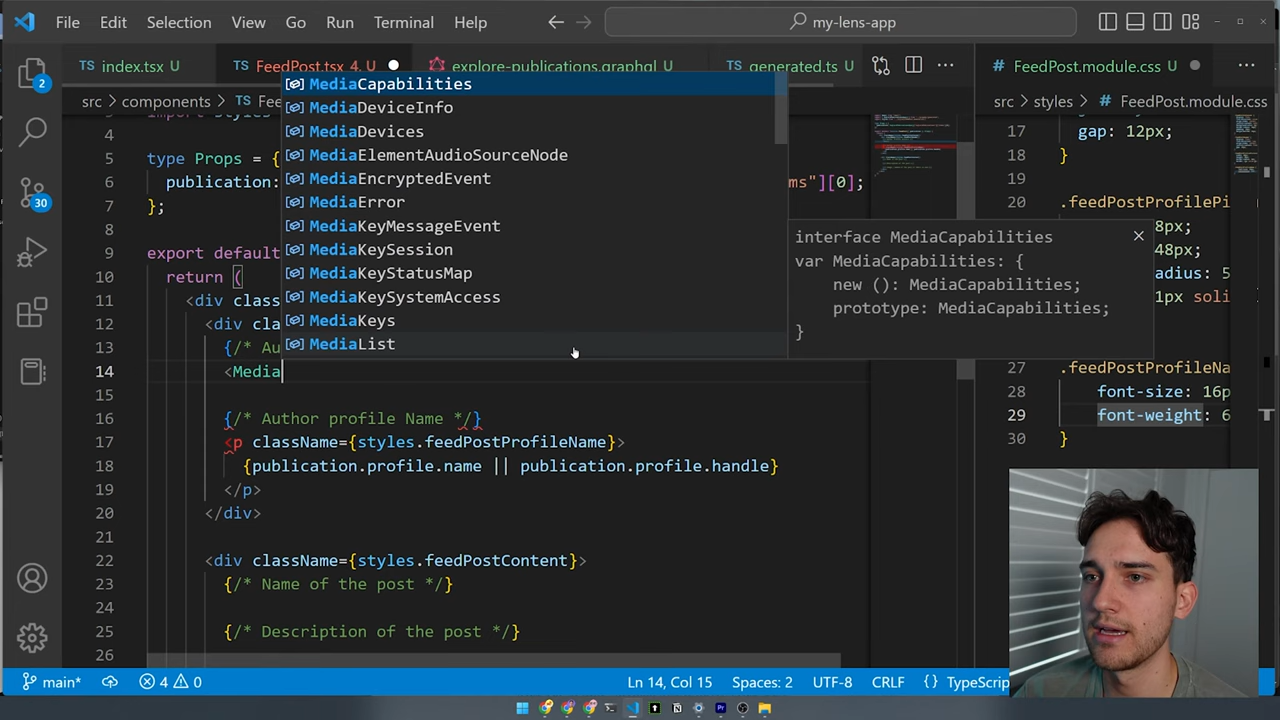 File Edit Selection View Go Run Terminal Help
my-lens-app
index.tsx U
FeedPost.tsx 4, U
explore-publications.graphql U
TS generated.ts U
# FeedPost.module.css U
src > components > TS
src > styles > # FeedPost.module.css
MediaCapabilities
MediaDeviceInfo
MediaDevices
MediaElementAudioSourceNode
MediaEncryptedEvent
MediaError
MediaKeyMessageEvent
MediaKeySession
MediaKeyStatusMap
MediaKeySystemAccess
MediaKeys
MediaList
interface MediaCapabilities
var MediaCapabilities: {
new (): MediaCapabilities;
prototype: MediaCapabilities;
}
4
5 type Props = {
6 publication: ms"][0];
7 };
8
9 export default
10 return (
11 <div class
12 <div cla
13 {/* Au
14 <Media
15
16 {/* Author profile Name */}
17 <p className={styles.feedPostProfileName}>
18 {publication.profile.name || publication.profile.handle}
19 </p>
20 </div>
21
22 <div className={styles.feedPostContent}>
23 {/* Name of the post */}
24
25 {/* Description of the post */}
26
17 gap: 12px;
18 }
19
20 .feedPostProfilePi
8px;
48px;
adius: 5
1px soli
27 .feedPostProfileNa
28 font-size: 16p
29 font-weight: 6
30 }
2
30
main* 4 0
Ln 14, Col 15 Spaces: 2 UTF-8 CRLF {} TypeScrip